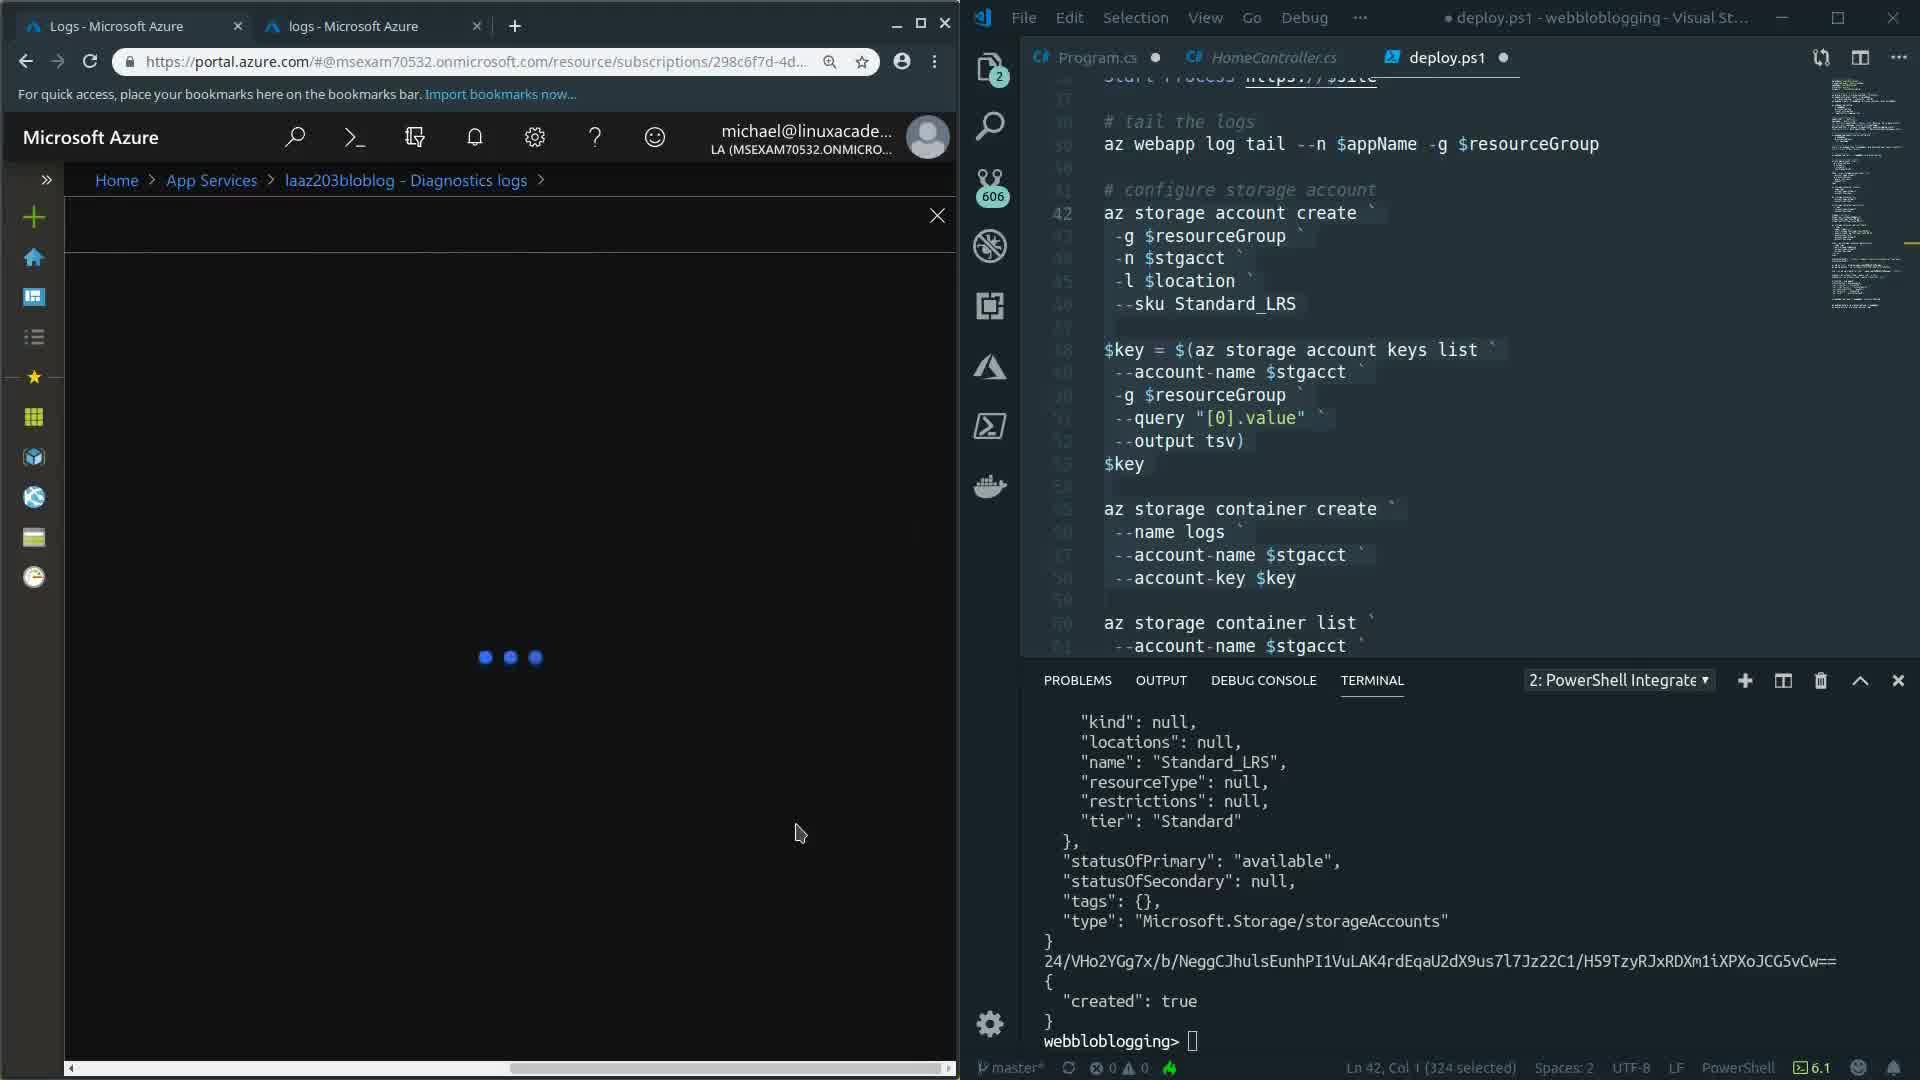 Logs - Microsoft Azure
logs - Microsoft Azure
https://portal.azure.com/#@msexam70532.onmicrosoft.com/resource/subscriptions/298c6f7d-4d...
For quick access, place your bookmarks here on the bookmarks bar. Import bookmarks now...
Microsoft Azure
michael@linuxacade...
LA (MSEXAM70532.ONMICRO...
Home > App Services > laaz203bloblog - Diagnostics logs >
File Edit Selection View Go Debug ...
● deploy.ps1 - webbloblogging - Visual St...
Program.cs
HomeController.cs
deploy.ps1
2
606
Start-Process https://$site
37
38 # tail the logs
39 az webapp log tail --n $appName -g $resourceGroup
40
41 # configure storage account
42 az storage account create `
43 -g $resourceGroup `
44 -n $stgacct `
45 -l $location `
46 --sku Standard_LRS
47
48 $key = $(az storage account keys list `
49 --account-name $stgacct `
50 -g $resourceGroup `
51 --query "[0].value" `
52 --output tsv)
53 $key
54
55 az storage container create `
56 --name logs `
57 --account-name $stgacct `
58 --account-key $key
59
60 az storage container list `
61 --account-name $stgacct `
PROBLEMS OUTPUT DEBUG CONSOLE TERMINAL
2: PowerShell Integrate
"kind": null,
"locations": null,
"name": "Standard_LRS",
"resourceType": null,
"restrictions": null,
"tier": "Standard"
},
"statusOfPrimary": "available",
"statusOfSecondary": null,
"tags": {},
"type": "Microsoft.Storage/storageAccounts"
}
24/VHo2YGg7x/b/NeggCJhulsEunhPI1VuLAK4rdEqaU2dX9us7l7Jz22C1/H59TzyRJxRDXm1iXPXoJCG5vCw==
{
"created": true
}
webbloblogging>
master* 0 0
Ln 42, Col 1 (324 selected) Spaces: 2 UTF-8 LF PowerShell 6.1